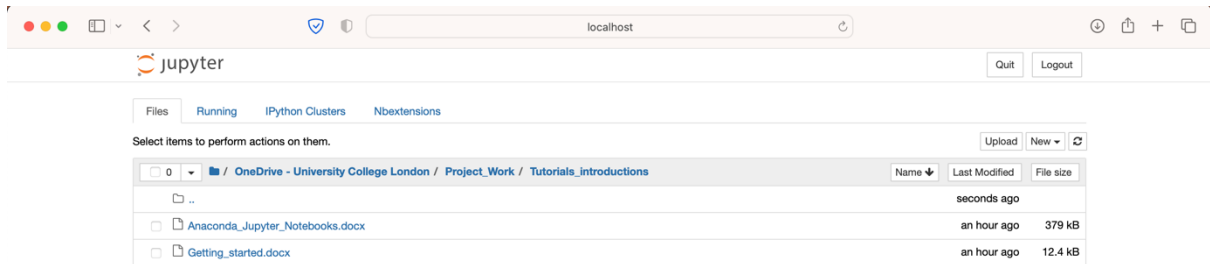 localhost
jupyter
Quit Logout
Files Running IPython Clusters Nbextensions
Select items to perform actions on them.
Upload New
0 / OneDrive - University College London / Project_Work / Tutorials_introductions Name Last Modified File size
.. seconds ago
Anaconda_Jupyter_Notebooks.docx an hour ago 379 kB
Getting_started.docx an hour ago 12.4 kB